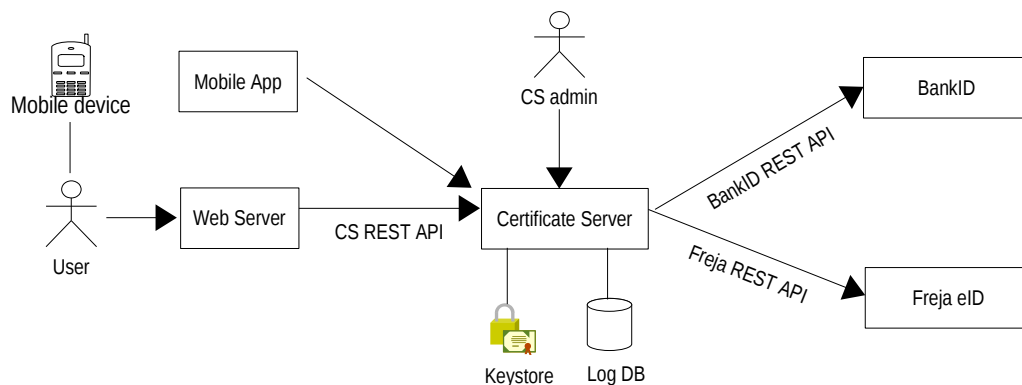 Mobile App
CS admin
BankID
Mobile device
BankID REST API
Web Server
CS REST API
Certificate Server
User
Freja REST API
Freja eID
Keystore
Log DB